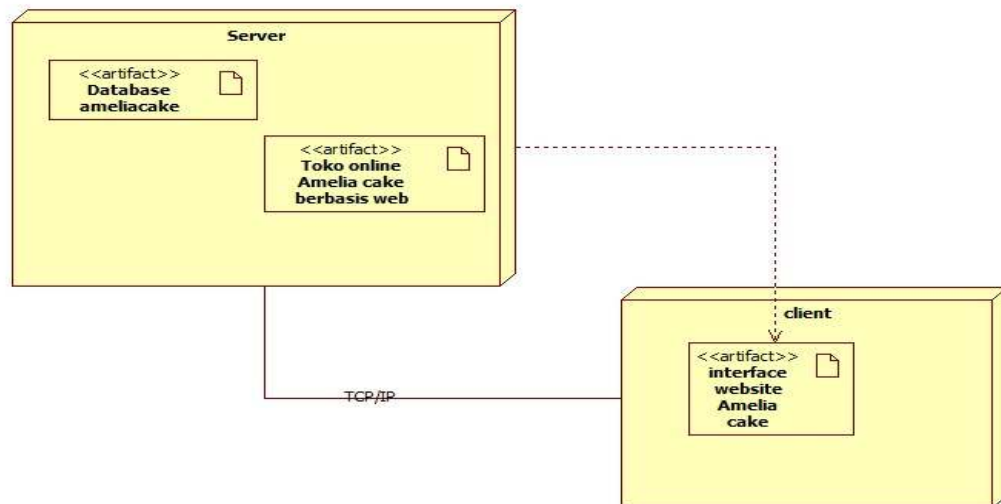 Server
<<artifact>>
Database
ameliacake
<<artifact>>
Toko online
Amelia cake
berbasis web
client
<<artifact>>
interface
website
Amelia
cake
TCP/IP